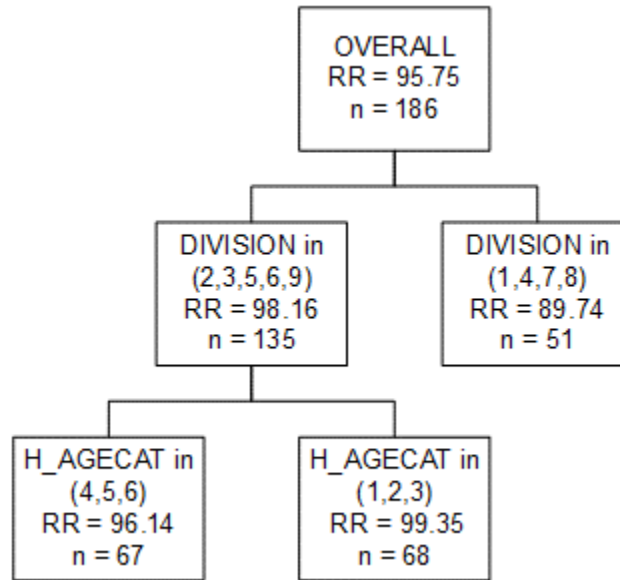 OVERALL
RR = 95.75
n = 186
DIVISION in
(2,3,5,6,9)
RR = 98.16
n = 135
DIVISION in
(1,4,7,8)
RR = 89.74
n = 51
H_AGECAT in
(4,5,6)
RR = 96.14
n = 67
H_AGECAT in
(1,2,3)
RR = 99.35
n = 68